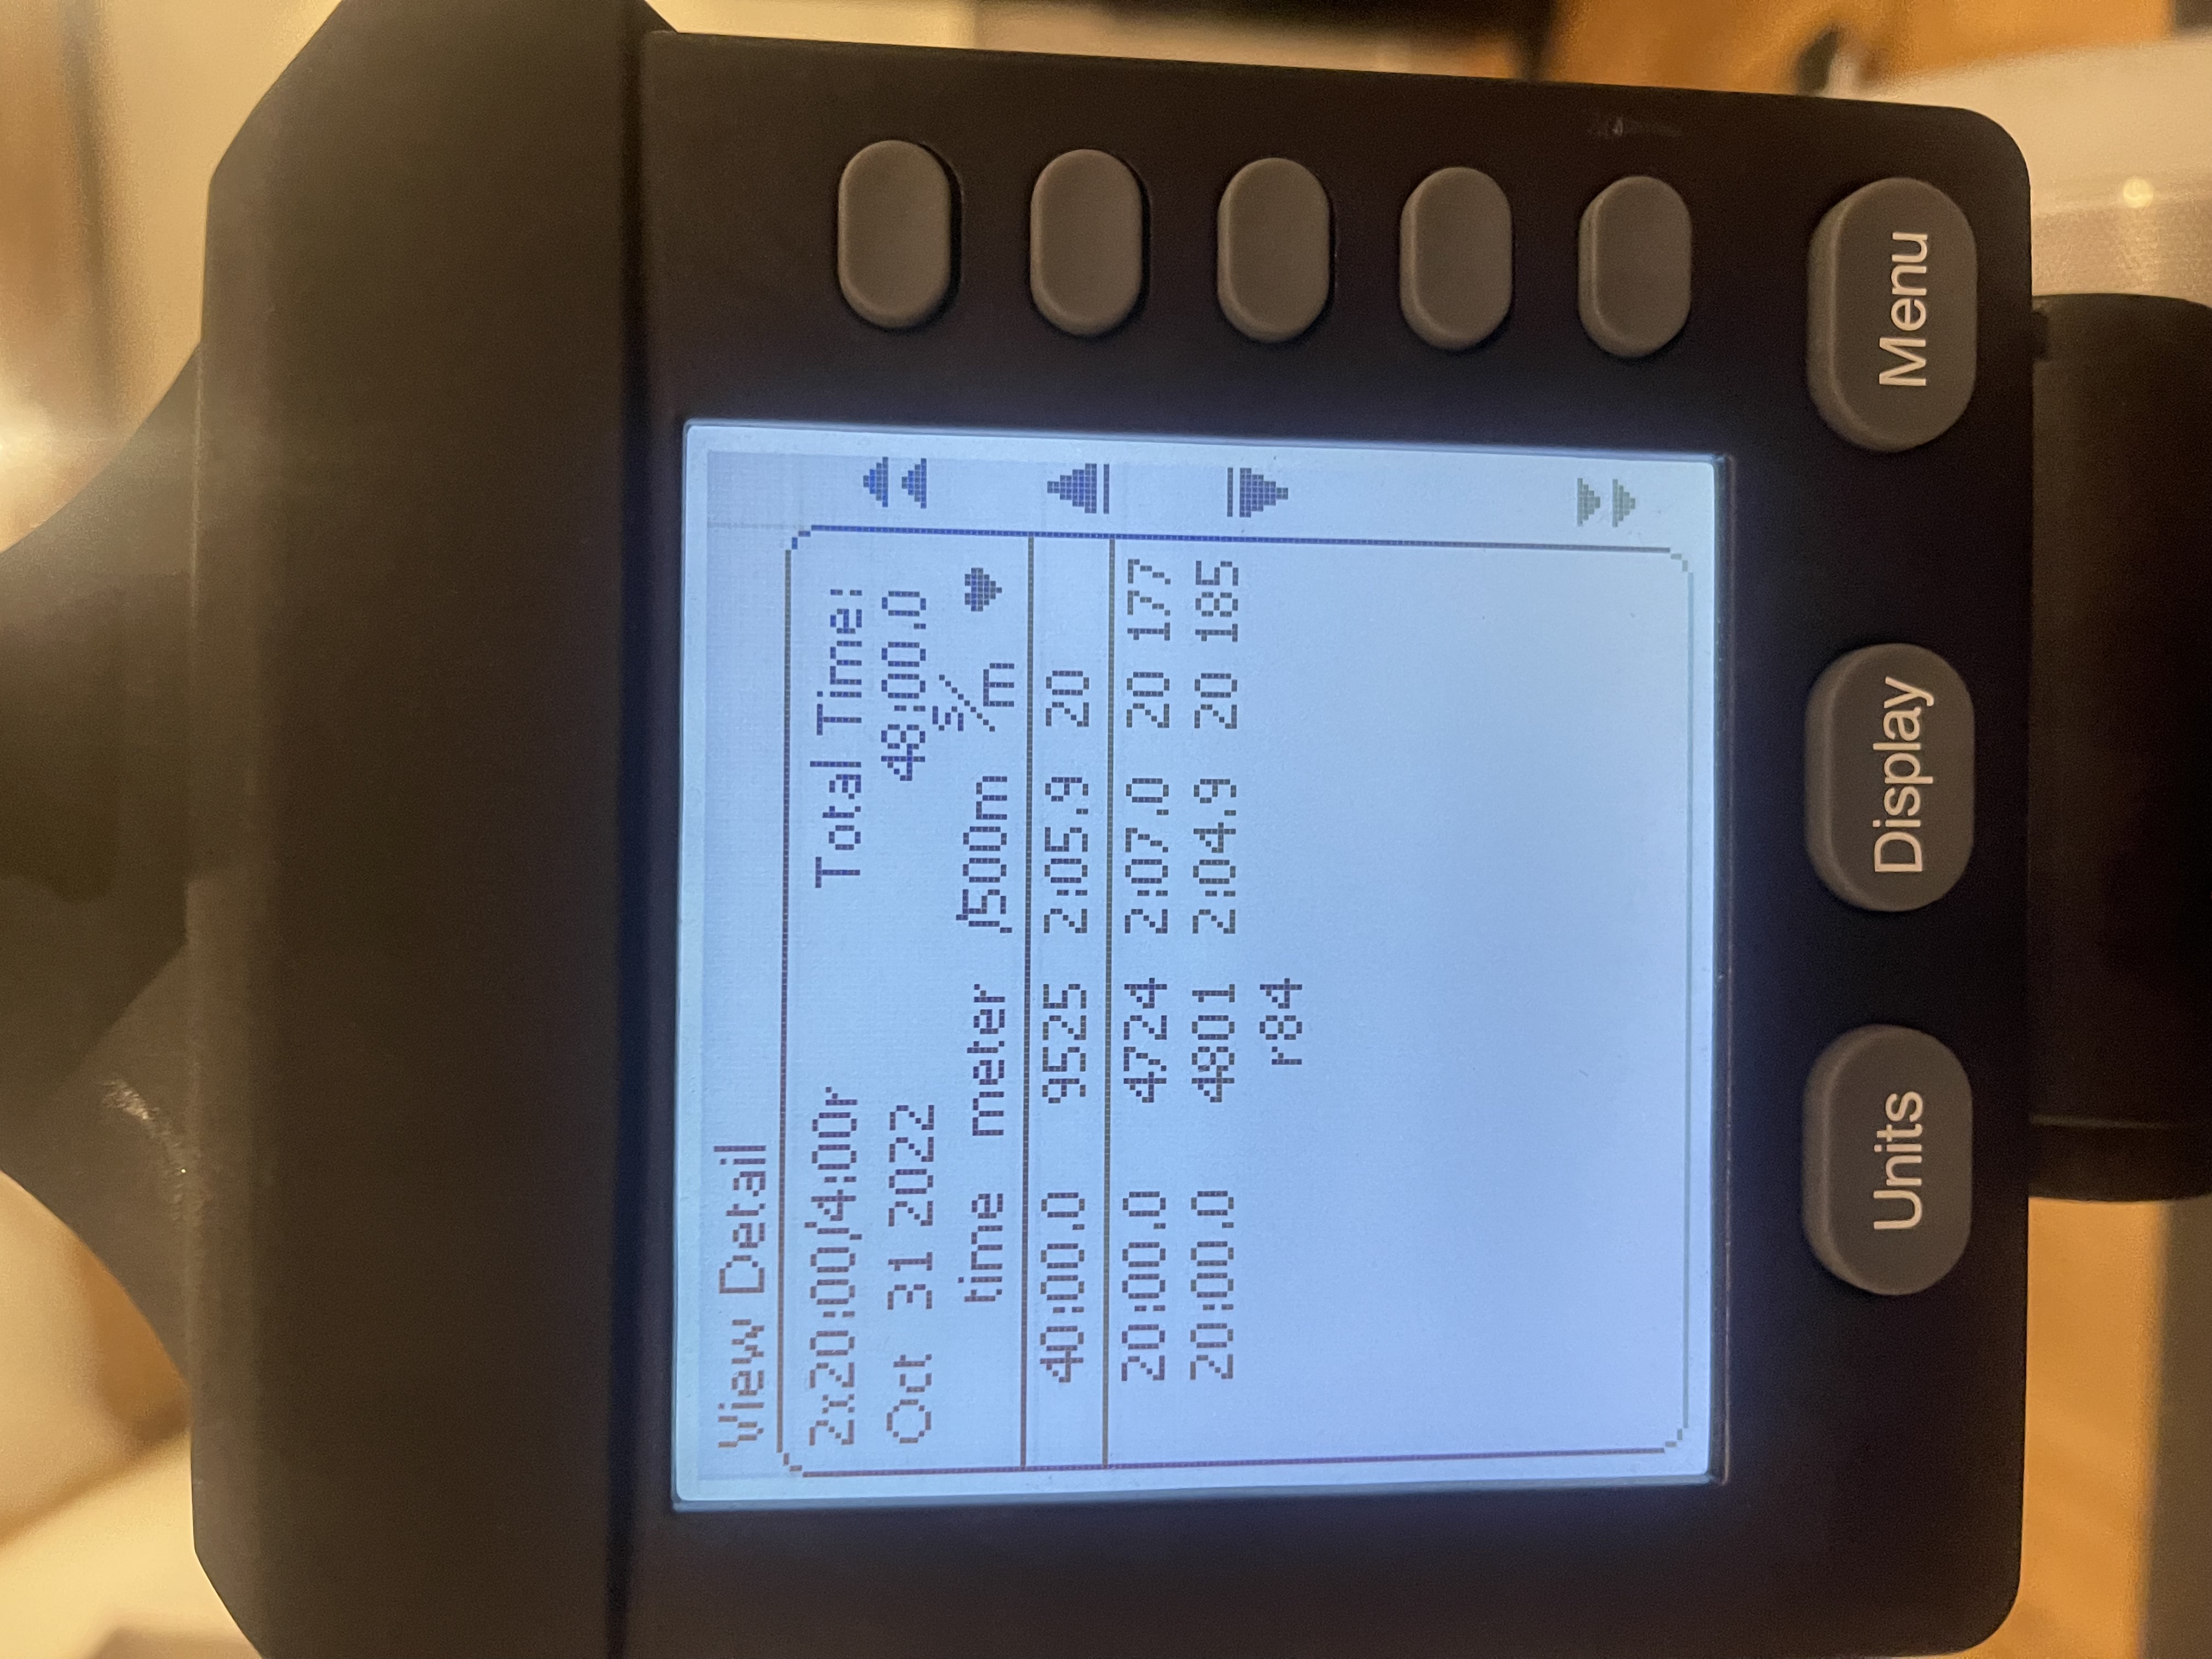 View Detail
2x20:00/4:00r Total Time:
Oct 31 2022 48:00.0
time meter /500m s/m ♥
40:00.0 9525 2:05.9 20
20:00.0 4724 2:07.0 20 177
20:00.0 4801 2:04.9 20 185
r84
Units Display Menu